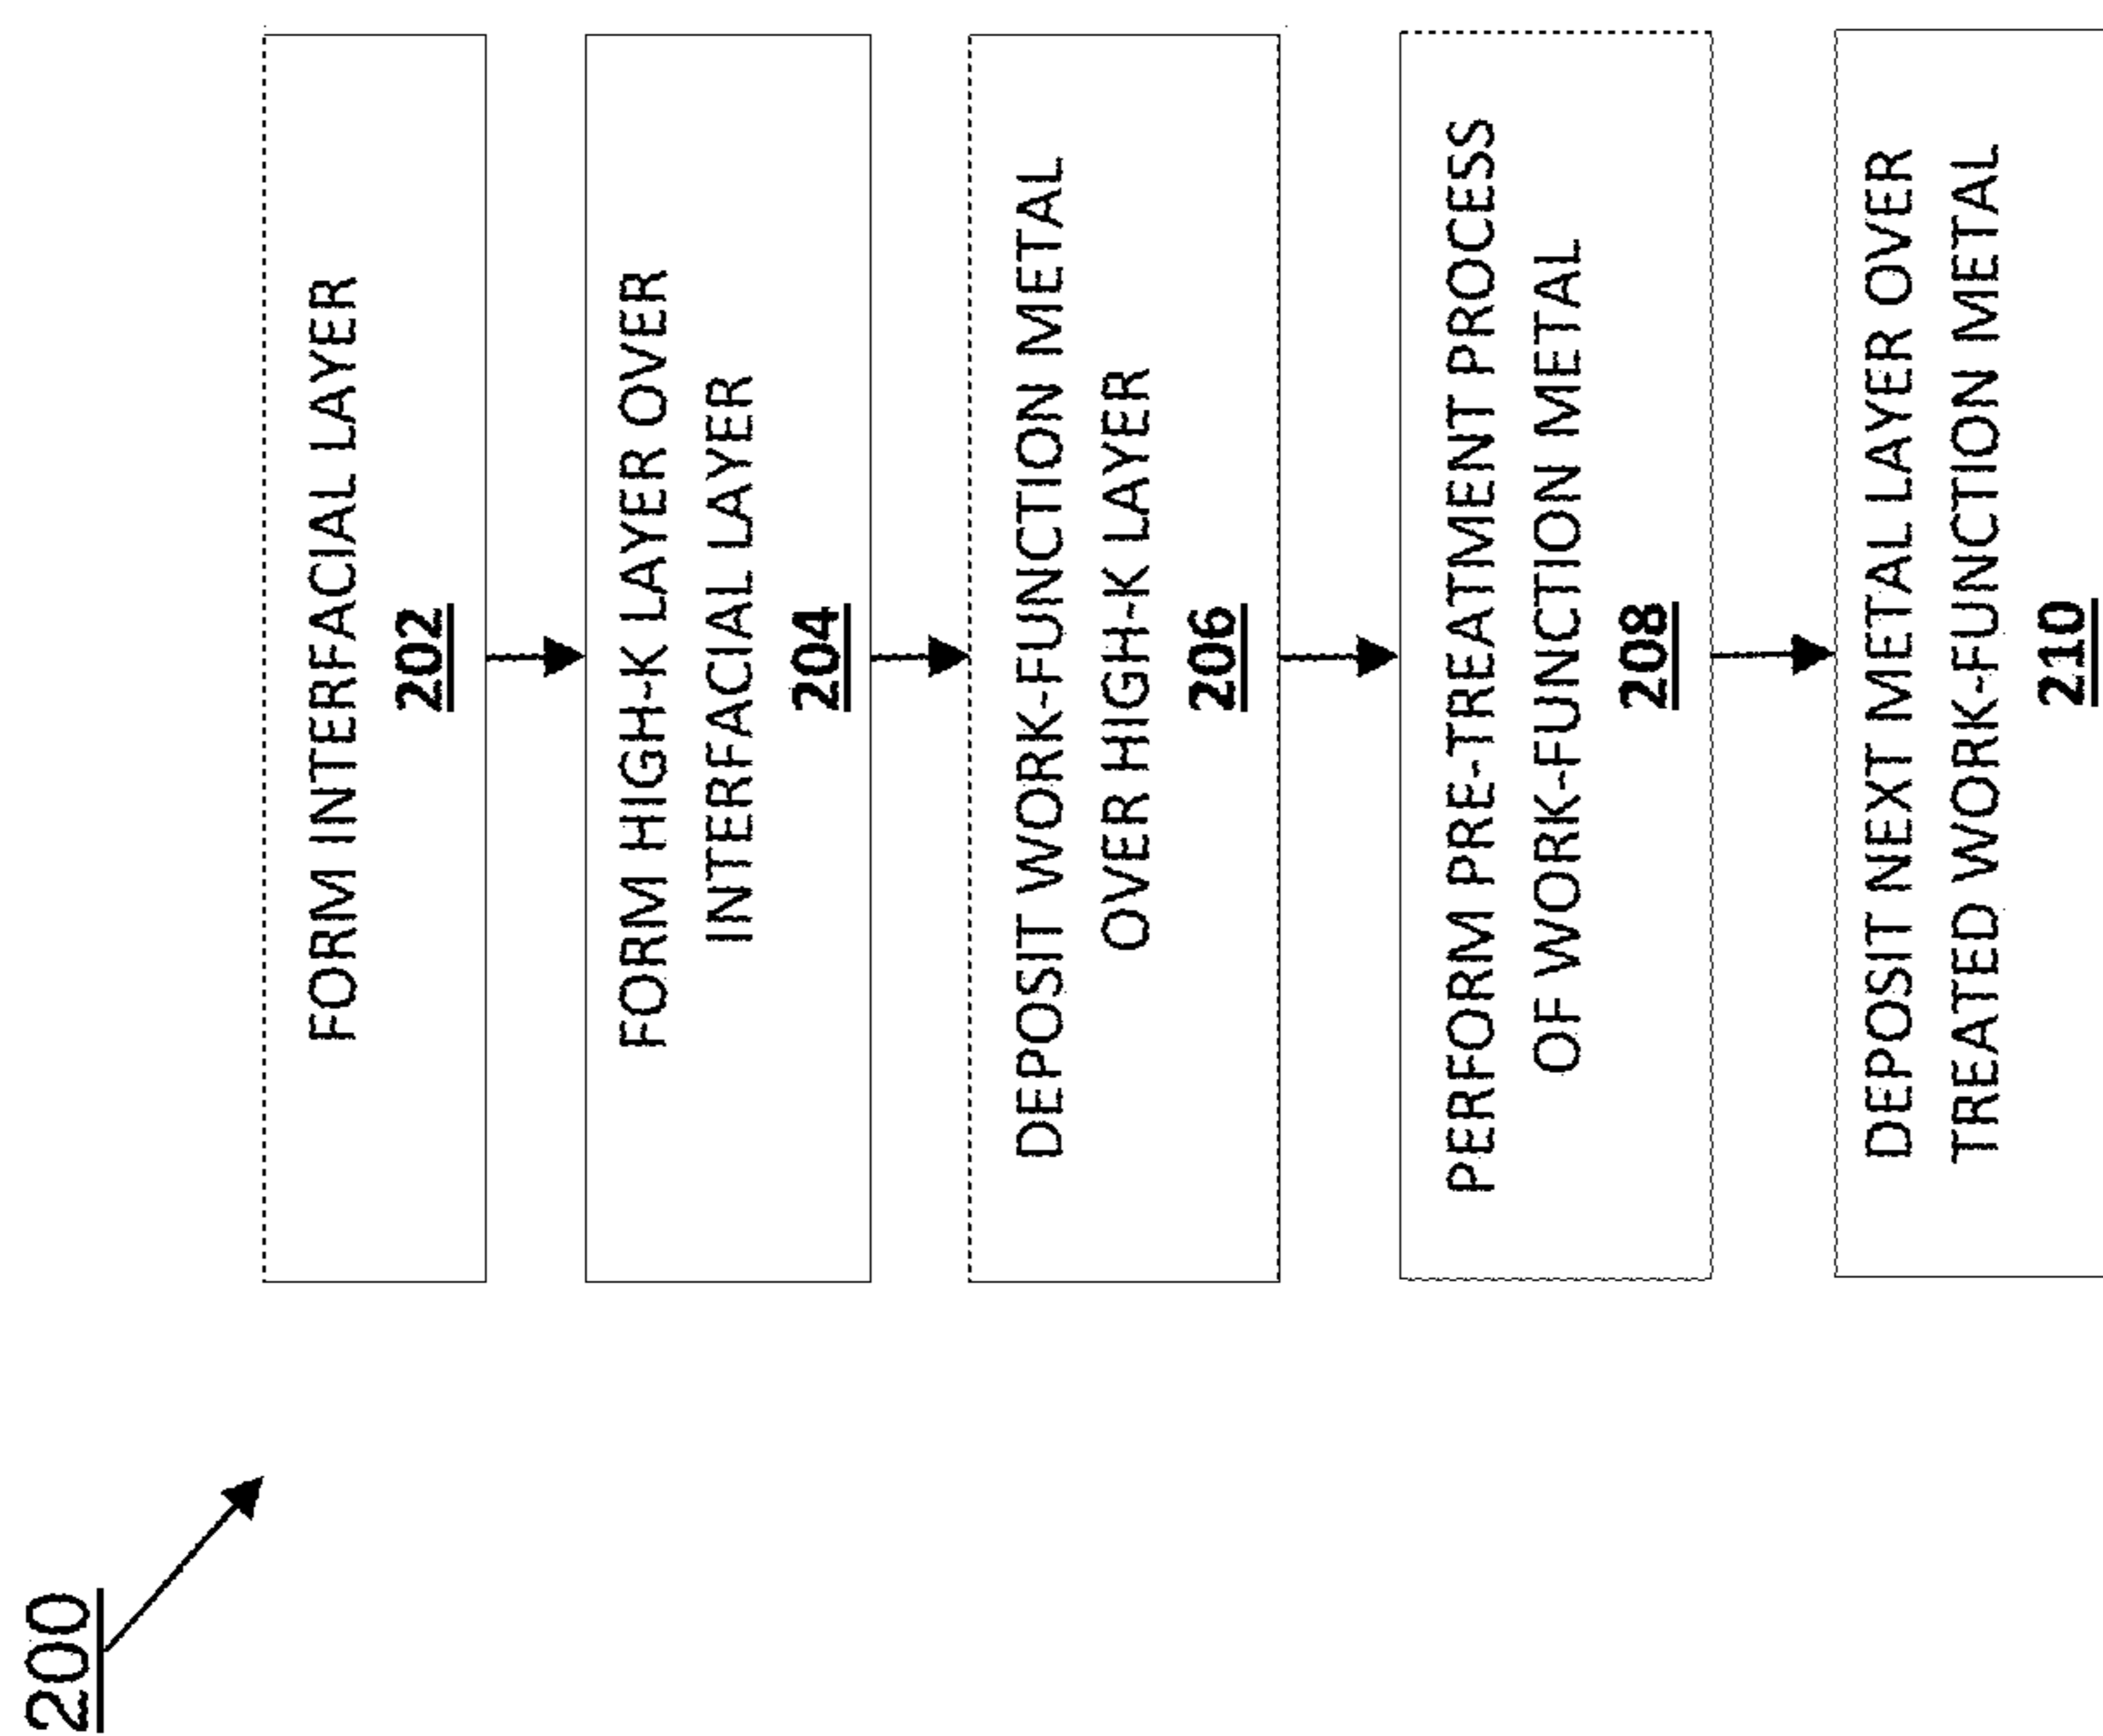 200
FORM INTERFACIAL LAYER
202
FORM HIGH-K LAYER OVER
INTERFACIAL LAYER
204
DEPOSIT WORK-FUNCTION METAL
OVER HIGH-K LAYER
206
PERFORM PRE-TREATMENT PROCESS
OF WORK-FUNCTION METAL
208
DEPOSIT NEXT METAL LAYER OVER
TREATED WORK-FUNCTION METAL
210